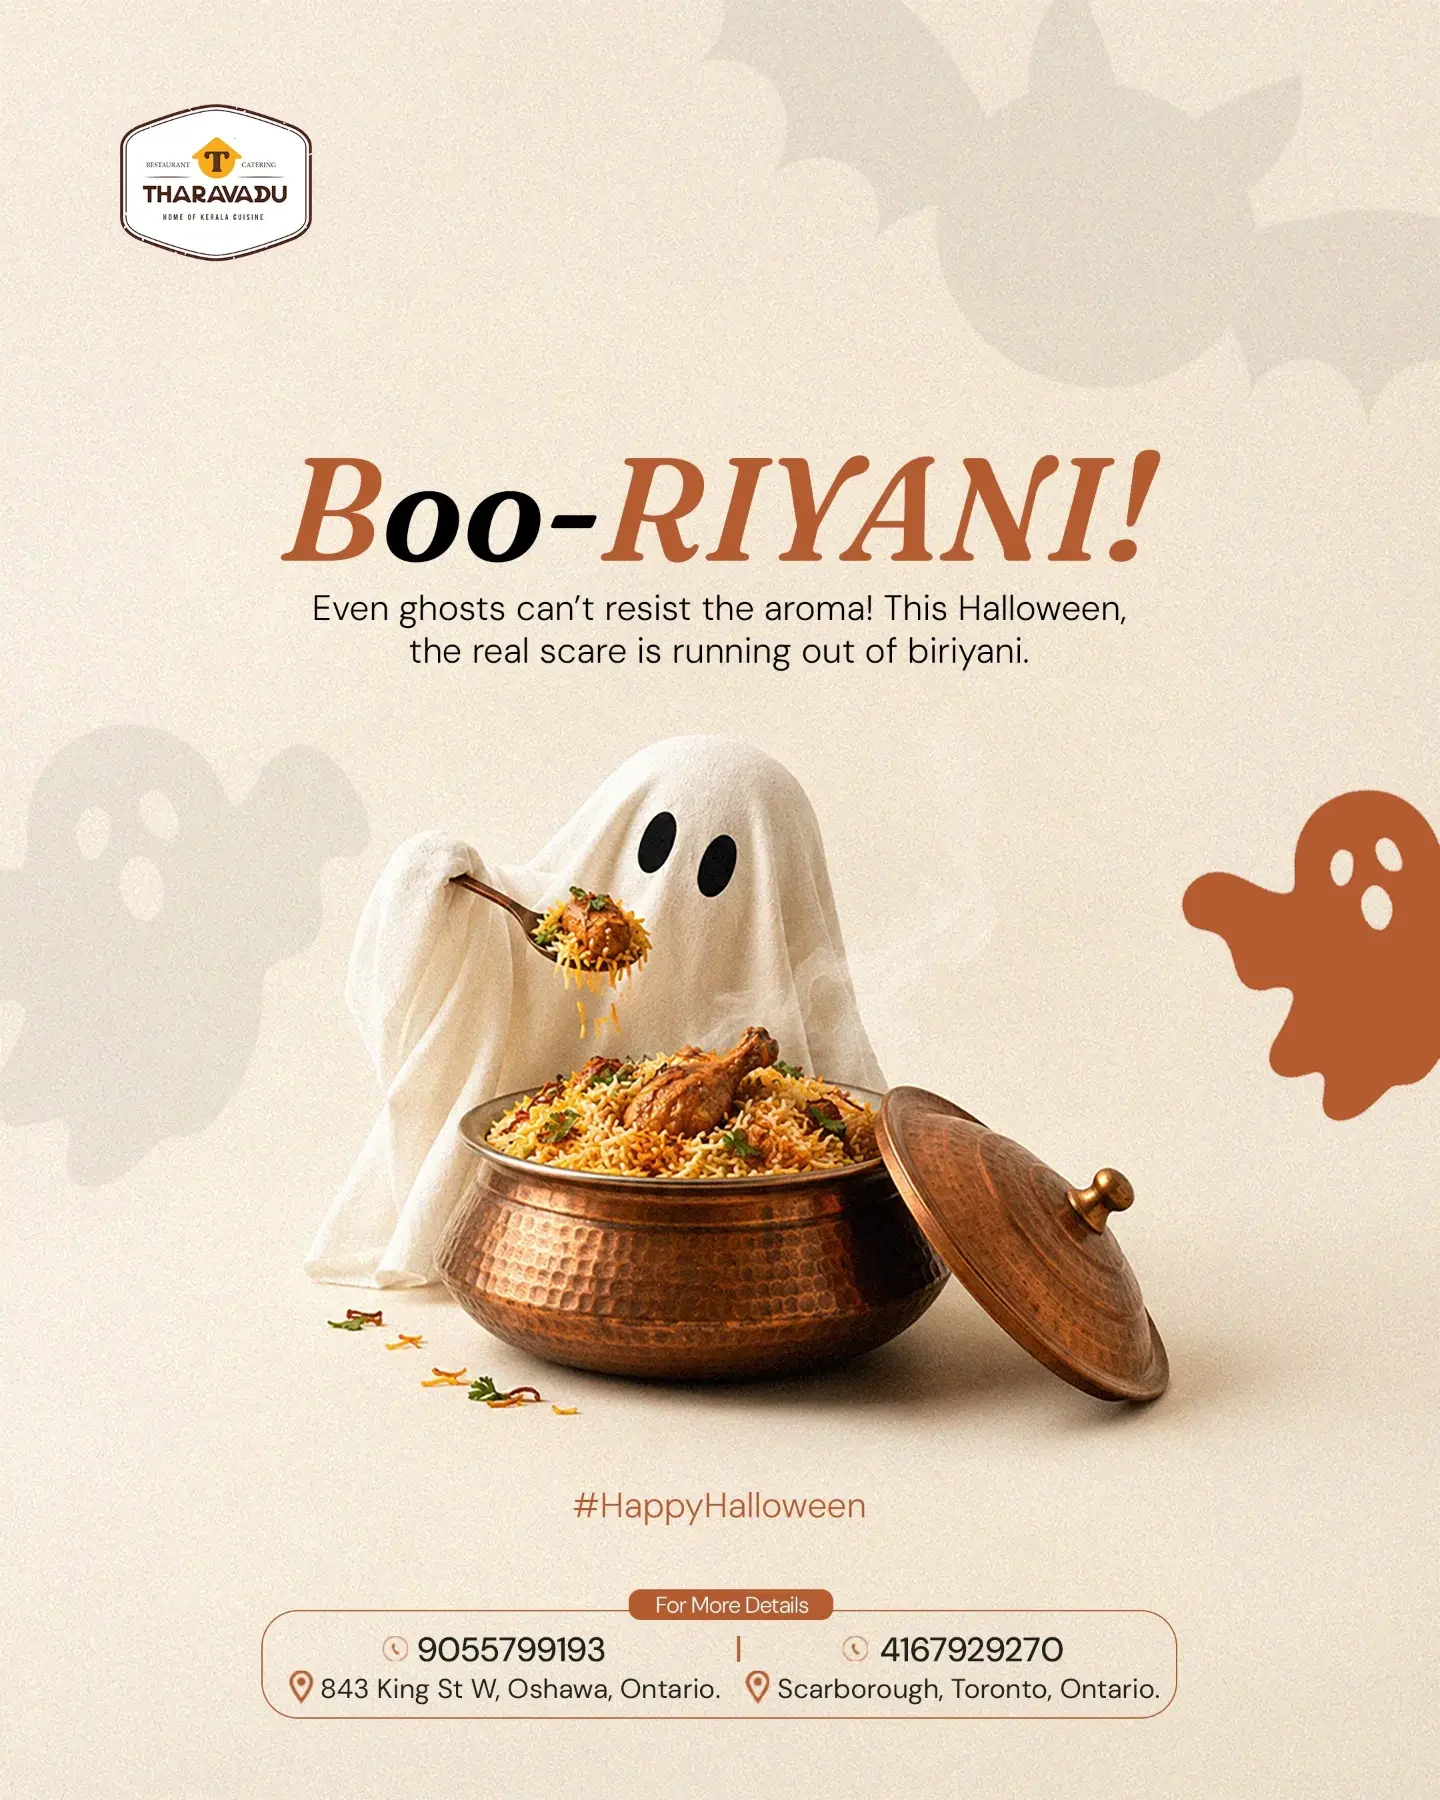 RESTAURANT T CATERING
THARAVADU
HOME OF KERALA CUISINE
Boo-RIYANI!
Even ghosts can’t resist the aroma! This Halloween,
the real scare is running out of biriyani.
#HappyHalloween
For More Details
9055799193 | 4167929270
843 King St W, Oshawa, Ontario. Scarborough, Toronto, Ontario.